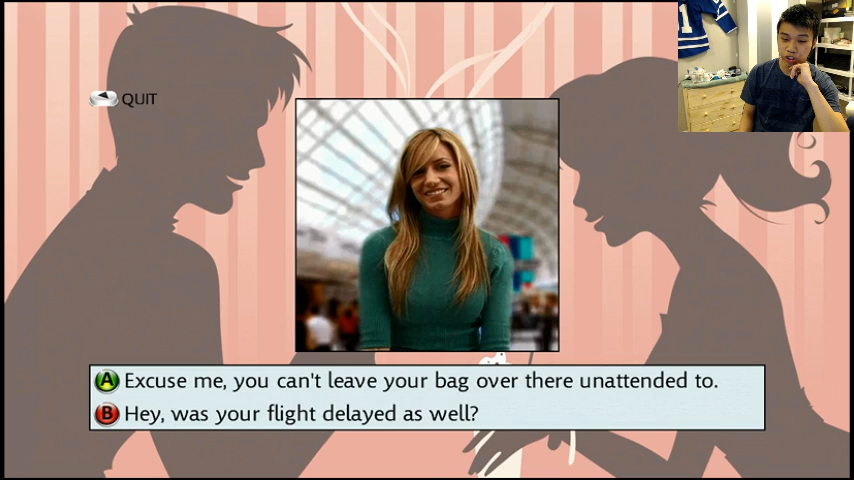 QUIT
A Excuse me, you can't leave your bag over there unattended to.
B Hey, was your flight delayed as well?
1